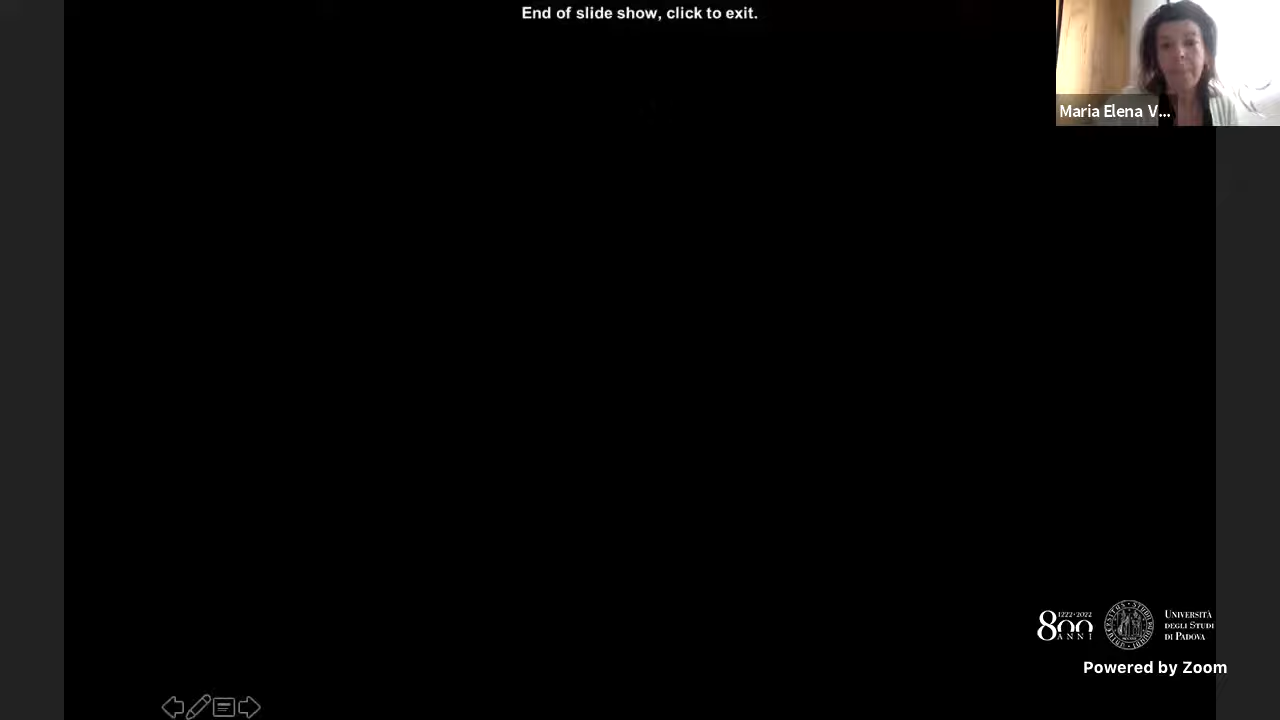 End of slide show, click to exit.
Maria Elena V...
1222·2022
800
ANNI
UNIVERSITÀ
DEGLI STUDI
DI PADOVA
Powered by Zoom